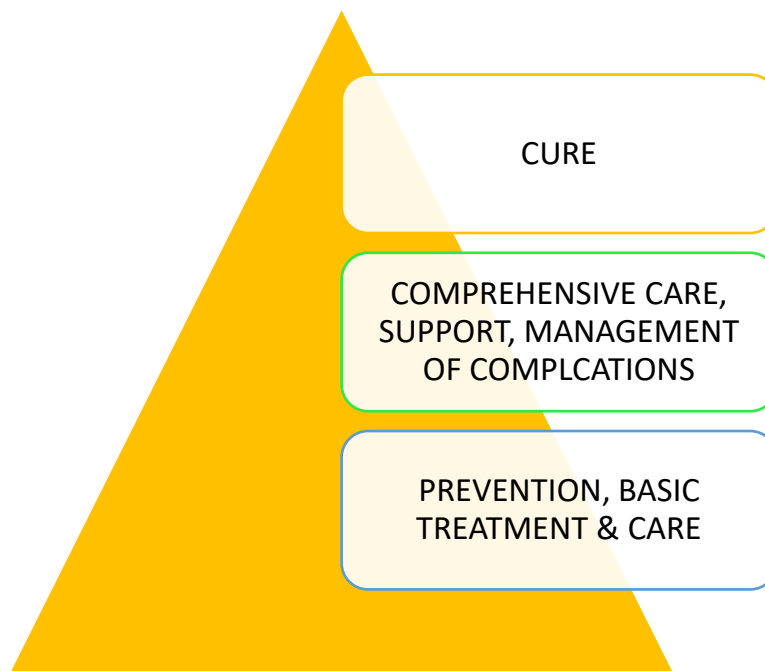 CURE
COMPREHENSIVE CARE,
SUPPORT, MANAGEMENT
OF COMPLCATIONS
PREVENTION, BASIC
TREATMENT & CARE